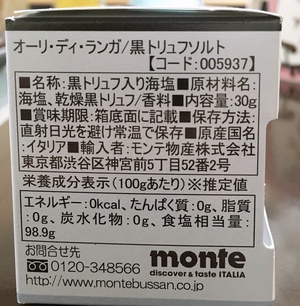 オーリ・ディ・ランガ/黒トリュフソルト
【コード:005937】
■名称:黒トリュフ入り海塩■原材料名:
海塩、乾燥黒トリュフ/香料■内容量:30g
■賞味期限:箱底面に記載■保存方法:
直射日光を避け常温で保存■原産国名:
イタリア■輸入者:モンテ物産株式会社
東京都渋谷区神宮前5丁目52番2号
栄養成分表示(100gあたり)※推定値
エネルギー:0kcal、たんぱく質:0g、脂質
:0g、炭水化物:0g、食塩相当量:
98.9g
お問合せ先
0120-348566
monte
discover & taste ITALIA
http://www.montebussan.co.jp/